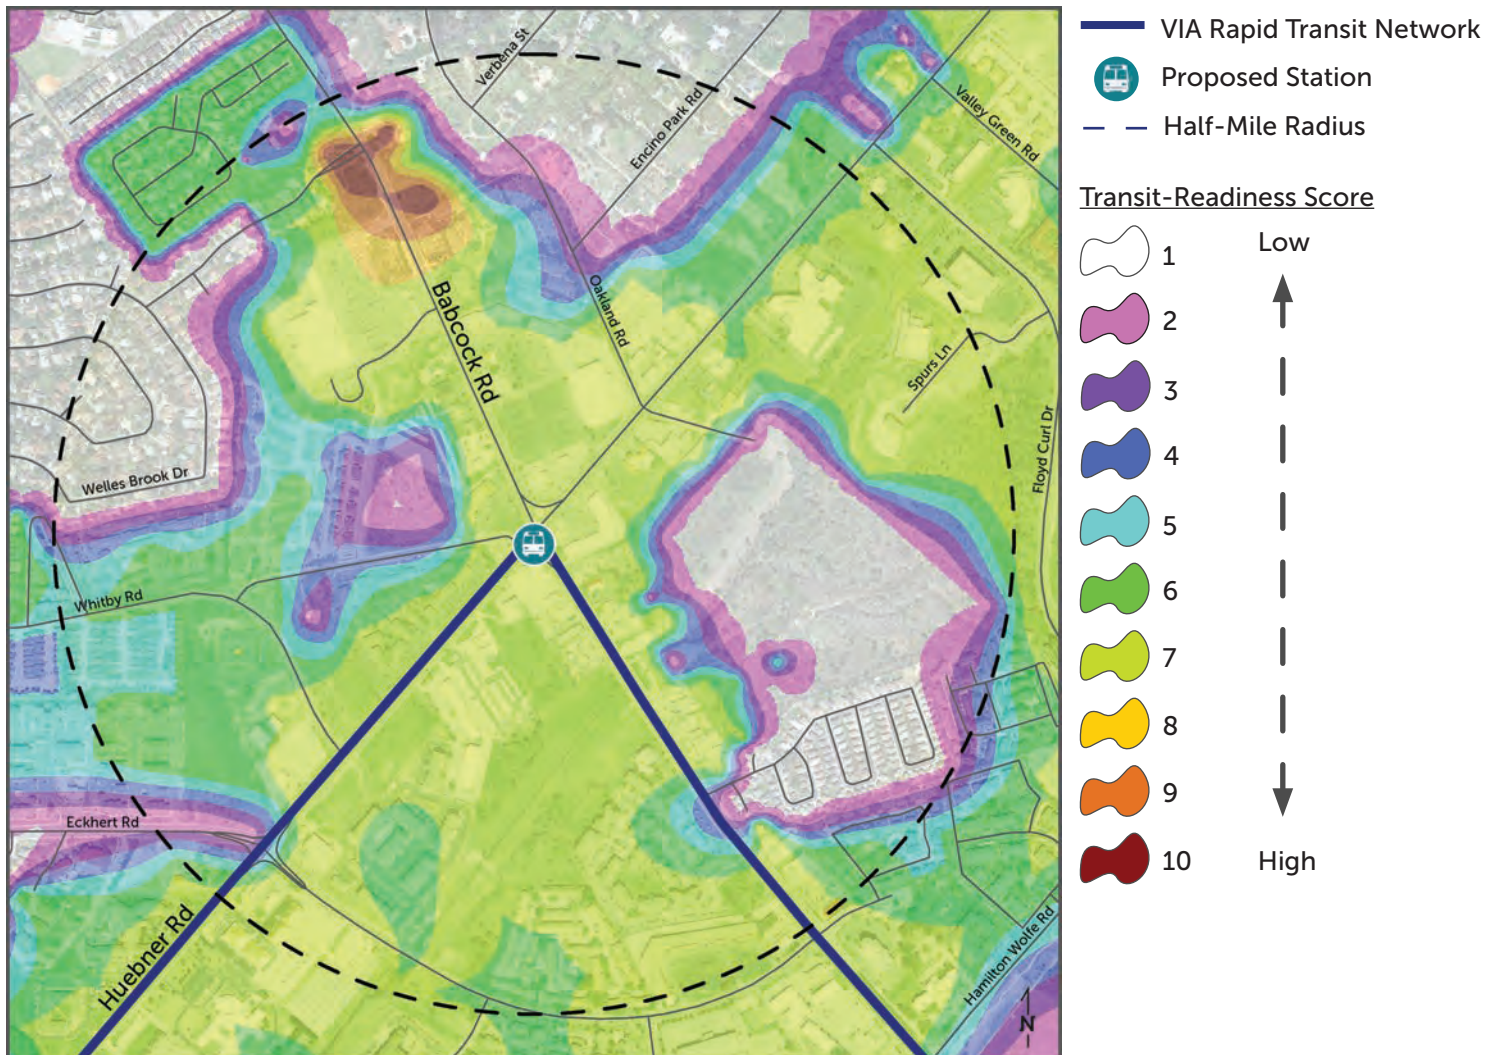 VIA Rapid Transit Network
Proposed Station
Half-Mile Radius
Transit-Readiness Score
1
Low
2
3
4
5
6
7
8
9
10
High
Verbena St
Encino Park Rd
Valley Green Rd
Oakland Rd
Babcock Rd
Spurs Ln
Floyd Curl Dr
Welles Brook Dr
Whitby Rd
Eckhert Rd
Huebner Rd
Hamilton Wolfe Rd
N